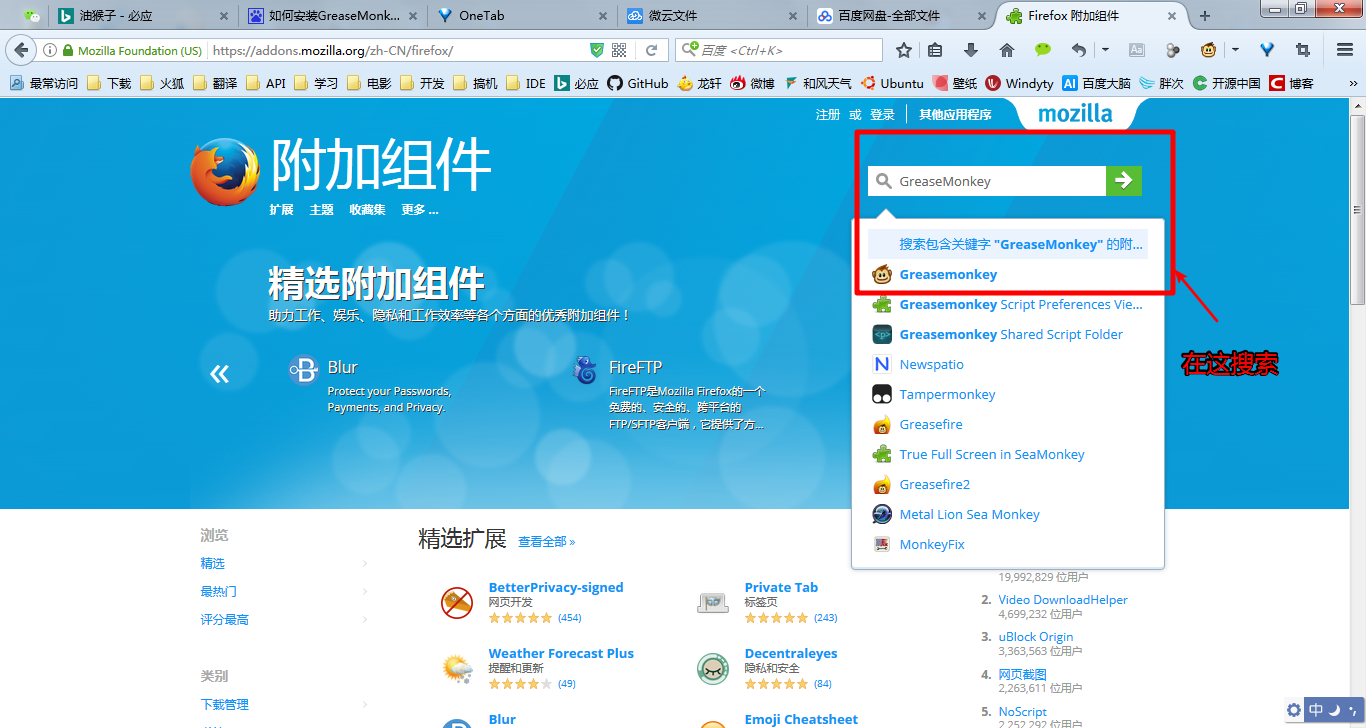 油猴子 - 必应
如何安装GreaseMonk...
OneTab
微云文件
百度网盘-全部文件
Firefox 附加组件
Mozilla Foundation (US)
https://addons.mozilla.org/zh-CN/firefox/
百度 <Ctrl+K>
最常访问 下载 火狐 翻译 API 学习 电影 开发 搞机 IDE 必应 GitHub 龙轩 微博 和风天气 Ubuntu 壁纸 Windyty 百度大脑 胖次 开源中国 博客 »
注册 或 登录 其他应用程序 mozilla
附加组件
扩展 主题 收藏集 更多 ...
GreaseMonkey
搜索包含关键字 "GreaseMonkey" 的附...
Greasemonkey
Greasemonkey Script Preferences Vie...
Greasemonkey Shared Script Folder
Newspatio
Tampermonkey
Greasefire
True Full Screen in SeaMonkey
Greasefire2
Metal Lion Sea Monkey
MonkeyFix
在这搜索
精选附加组件
助力工作、娱乐、隐私和工作效率等各个方面的优秀附加组件！
«
Blur
Protect your Passwords,
Payments, and Privacy.
FireFTP
FireFTP是Mozilla Firefox的一个
免费的、安全的、跨平台的
FTP/SFTP客户端，它提供了方...
浏览
精选
最热门
评分最高
类别
下载管理
精选扩展 查看全部 »
BetterPrivacy-signed
网页开发
(454)
Private Tab
标签页
(243)
Weather Forecast Plus
提醒和更新
(49)
Decentraleyes
隐私和安全
(84)
Blur
Emoji Cheatsheet
19,992,829 位用户
2. Video DownloadHelper
4,699,232 位用户
3. uBlock Origin
3,363,563 位用户
4. 网页截图
2,263,611 位用户
5. NoScript
2,252,292 位用户
中